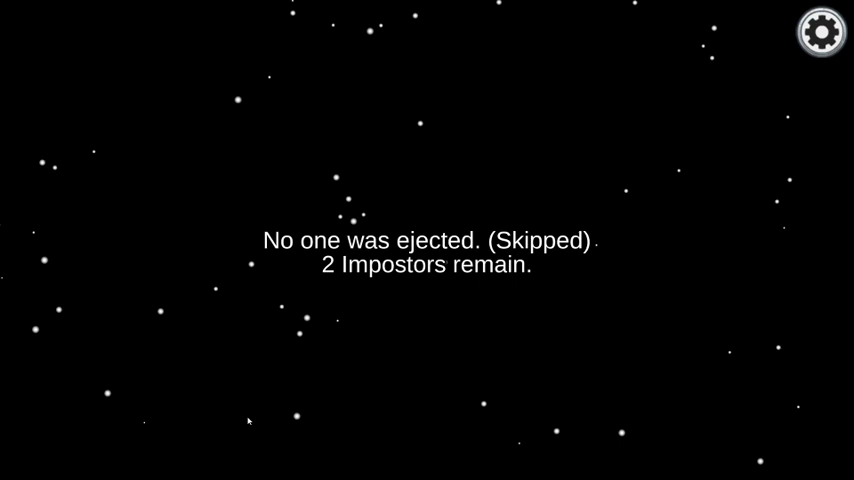 No one was ejected. (Skipped)
2 Impostors remain.